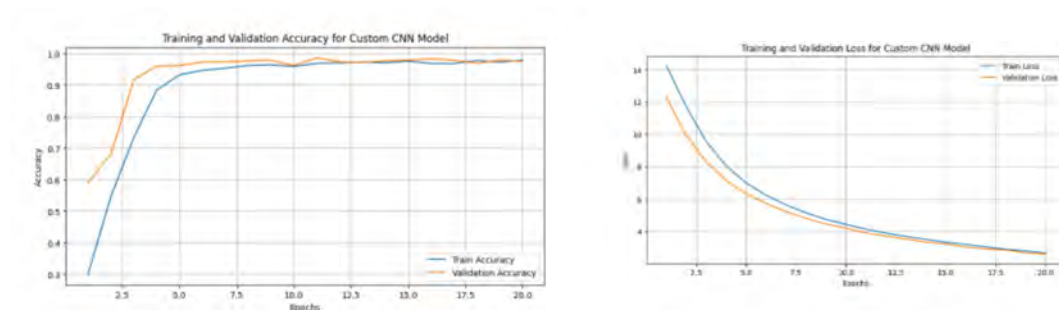 Training and Validation Accuracy for Custom CNN Model
1.0
0.9
0.8
0.7
0.6
0.5
0.4
0.3
Accuracy
Train Accuracy
Validation Accuracy
2.5 5.0 7.5 10.0 12.5 15.0 17.5 20.0
Epochs
Training and Validation Loss for Custom CNN Model
14
12
10
8
6
4
Train Loss
Validation Loss
2.5 5.0 7.5 10.0 12.5 15.0 17.5 20.0
Epochs